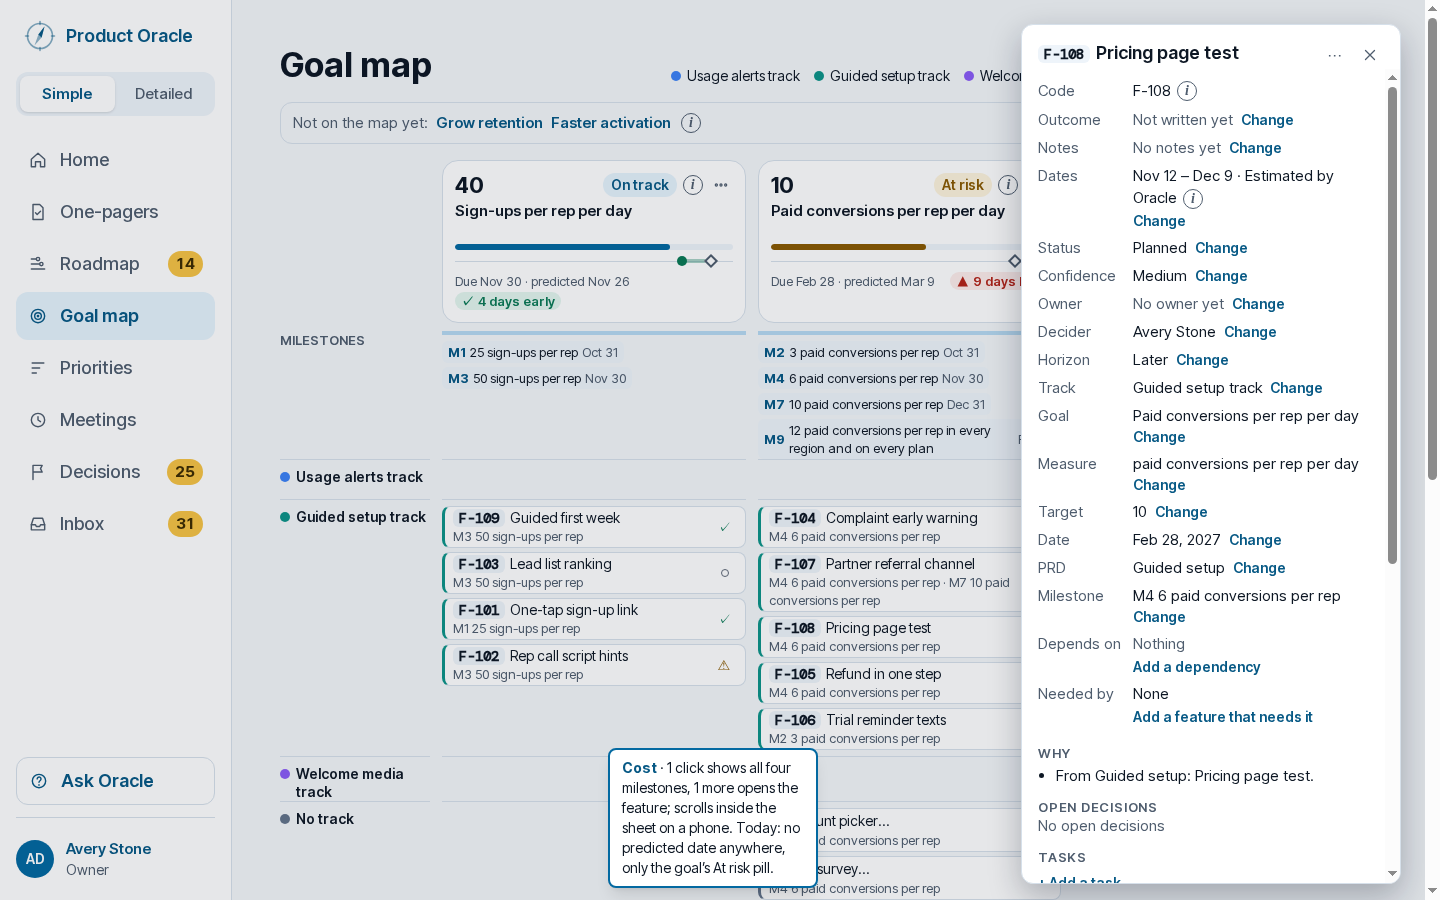 Product Oracle
Simple
Detailed
Home
One-pagers
Roadmap
14
Goal map
Priorities
Meetings
Decisions
25
Inbox
31
Ask Oracle
AD
Avery Stone
Owner
Goal map
Usage alerts track
Guided setup track
Not on the map yet: Grow retention Faster activation i
40
On track
i
Sign-ups per rep per day
Due Nov 30 · predicted Nov 26
✓ 4 days early
10
At risk
i
Paid conversions per rep per day
Due Feb 28 · predicted Mar 9
▲ 9 days
MILESTONES
M1 25 sign-ups per rep Oct 31
M3 50 sign-ups per rep Nov 30
M2 3 paid conversions per rep Oct 31
M4 6 paid conversions per rep Nov 30
M7 10 paid conversions per rep Dec 31
M9 12 paid conversions per rep in every
region and on every plan
Usage alerts track
Guided setup track
F-109 Guided first week
M3 50 sign-ups per rep
F-103 Lead list ranking
M3 50 sign-ups per rep
F-101 One-tap sign-up link
M1 25 sign-ups per rep
F-102 Rep call script hints
M3 50 sign-ups per rep
F-104 Complaint early warning
M4 6 paid conversions per rep
F-107 Partner referral channel
M4 6 paid conversions per rep · M7 10 paid
conversions per rep
F-108 Pricing page test
M4 6 paid conversions per rep
F-105 Refund in one step
M4 6 paid conversions per rep
F-106 Trial reminder texts
M2 3 paid conversions per rep
Welcome media
track
No track
picker...
paid conversions per rep
survey...
M4 6 paid conversions per rep
Cost · 1 click shows all four
milestones, 1 more opens the
feature; scrolls inside the
sheet on a phone. Today: no
predicted date anywhere,
only the goal's At risk pill.
F-108 Pricing page test
Code F-108 i
Outcome Not written yet Change
Notes No notes yet Change
Dates Nov 12 – Dec 9 · Estimated by
Oracle i
Change
Status Planned Change
Confidence Medium Change
Owner No owner yet Change
Decider Avery Stone Change
Horizon Later Change
Track Guided setup track Change
Goal Paid conversions per rep per day
Change
Measure paid conversions per rep per day
Change
Target 10 Change
Date Feb 28, 2027 Change
PRD Guided setup Change
Milestone M4 6 paid conversions per rep
Change
Depends on Nothing
Add a dependency
Needed by None
Add a feature that needs it
WHY
• From Guided setup: Pricing page test.
OPEN DECISIONS
No open decisions
TASKS
+ Add a task